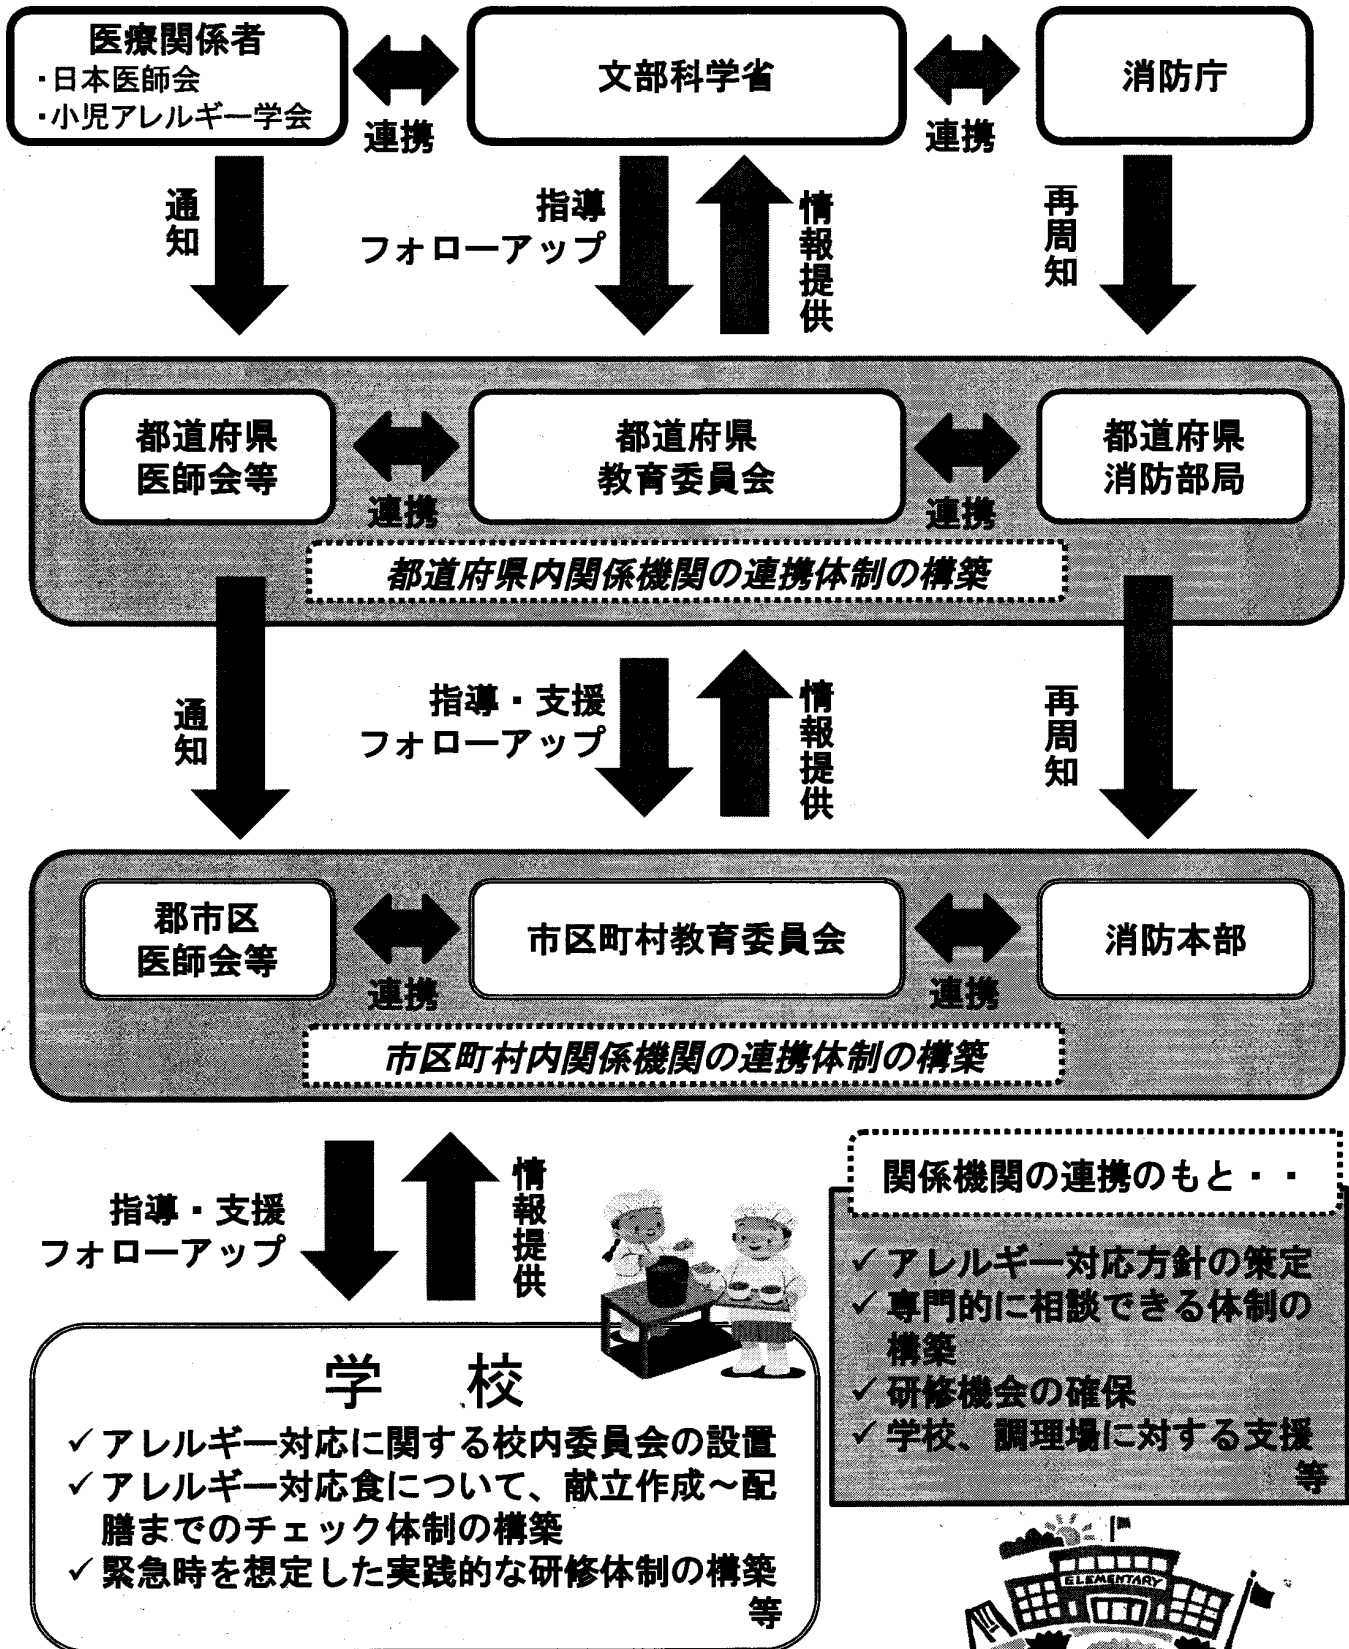 医療関係者
・日本医師会
・小児アレルギー学会
連携
文部科学省
連携
消防庁
通知
指導
フォローアップ
情報提供
再周知
都道府県
医師会等
連携
都道府県
教育委員会
連携
都道府県
消防部局
都道府県内関係機関の連携体制の構築
通知
指導・支援
フォローアップ
情報提供
再周知
郡市区
医師会等
連携
市区町村教育委員会
連携
消防本部
市区町村内関係機関の連携体制の構築
指導・支援
フォローアップ
情報提供
関係機関の連携のもと・・
✓アレルギー対応方針の策定
✓専門的に相談できる体制の
構築
✓研修機会の確保
✓学校、調理場に対する支援
等
学 校
✓アレルギー対応に関する校内委員会の設置
✓アレルギー対応食について、献立作成～配
膳までのチェック体制の構築
✓緊急時を想定した実践的な研修体制の構築
等
ELEMENTARY